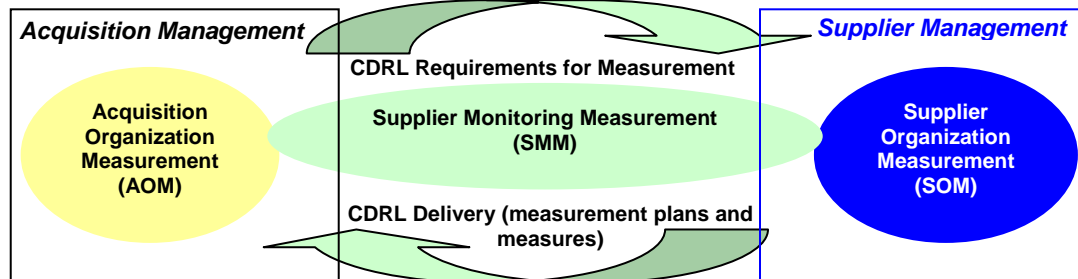 Acquisition Management
Supplier Management
CDRL Requirements for Measurement
Acquisition
Organization
Measurement
(AOM)
Supplier Monitoring Measurement
(SMM)
Supplier
Organization
Measurement
(SOM)
CDRL Delivery (measurement plans and
measures)